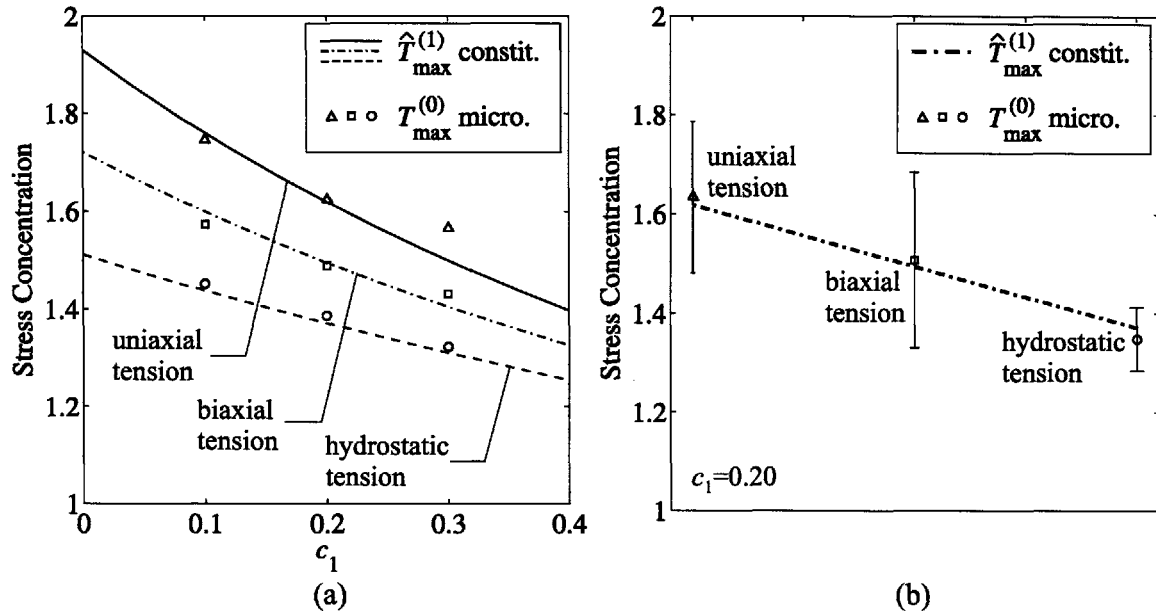 2
1.8
1.6
1.4
1.2
1
Stress Concentration
T̂max(1) constit.
Tmax(0) micro.
uniaxial
tension
biaxial
tension
hydrostatic
tension
0 0.1 0.2 0.3 0.4
c1
(a)
2
1.8
1.6
1.4
1.2
1
Stress Concentration
T̂max(1) constit.
Tmax(0) micro.
uniaxial
tension
biaxial
tension
hydrostatic
tension
c1=0.20
(b)